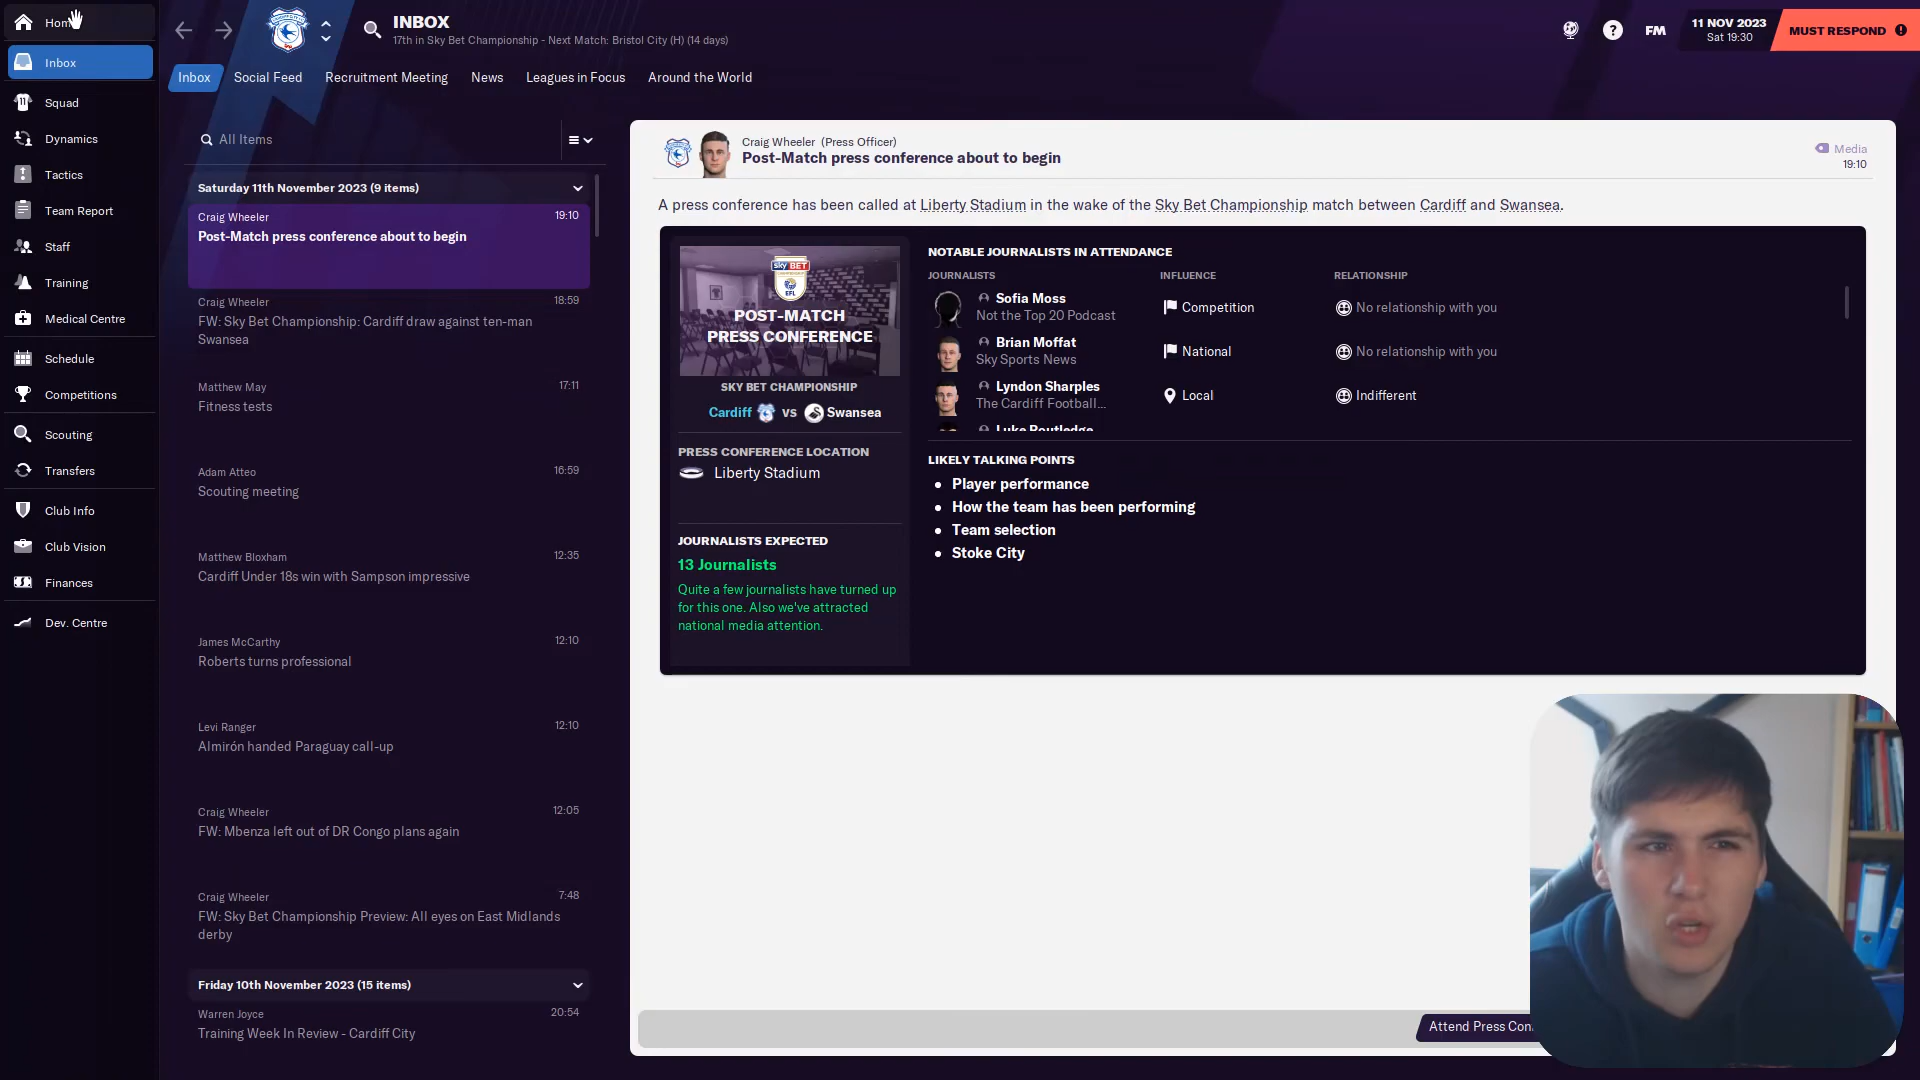 Home
Inbox
Squad
Dynamics
Tactics
Team Report
Staff
Training
Medical Centre
Schedule
Competitions
Scouting
Transfers
Club Info
Club Vision
Finances
Dev. Centre
INBOX
17th in Sky Bet Championship - Next Match: Bristol City (H) (14 days)
?
FM
11 NOV 2023
Sat 19:30
MUST RESPOND
Inbox Social Feed Recruitment Meeting News Leagues in Focus Around the World
All Items
Saturday 11th November 2023 (9 items)
Craig Wheeler 19:10
Post-Match press conference about to begin
Craig Wheeler 18:59
FW: Sky Bet Championship: Cardiff draw against ten-man
Swansea
Matthew May 17:11
Fitness tests
Adam Atteo 16:59
Scouting meeting
Matthew Bloxham 12:35
Cardiff Under 18s win with Sampson impressive
James McCarthy 12:10
Roberts turns professional
Levi Ranger 12:10
Almirón handed Paraguay call-up
Craig Wheeler 12:05
FW: Mbenza left out of DR Congo plans again
Craig Wheeler 7:48
FW: Sky Bet Championship Preview: All eyes on East Midlands
derby
Friday 10th November 2023 (15 items)
Warren Joyce 20:54
Training Week In Review - Cardiff City
Craig Wheeler (Press Officer)
Post-Match press conference about to begin
Media
19:10
A press conference has been called at Liberty Stadium in the wake of the Sky Bet Championship match between Cardiff and Swansea.
sky BET
CHAMPIONSHIP
EFL
POST-MATCH
PRESS CONFERENCE
SKY BET CHAMPIONSHIP
Cardiff vs Swansea
PRESS CONFERENCE LOCATION
Liberty Stadium
JOURNALISTS EXPECTED
13 Journalists
Quite a few journalists have turned up
for this one. Also we've attracted
national media attention.
NOTABLE JOURNALISTS IN ATTENDANCE
JOURNALISTS INFLUENCE RELATIONSHIP
Sofia Moss
Not the Top 20 Podcast
Competition
No relationship with you
Brian Moffat
Sky Sports News
National
No relationship with you
Lyndon Sharples
The Cardiff Football...
Local
Indifferent
Luke Routledge
LIKELY TALKING POINTS
• Player performance
• How the team has been performing
• Team selection
• Stoke City
Attend Press Con